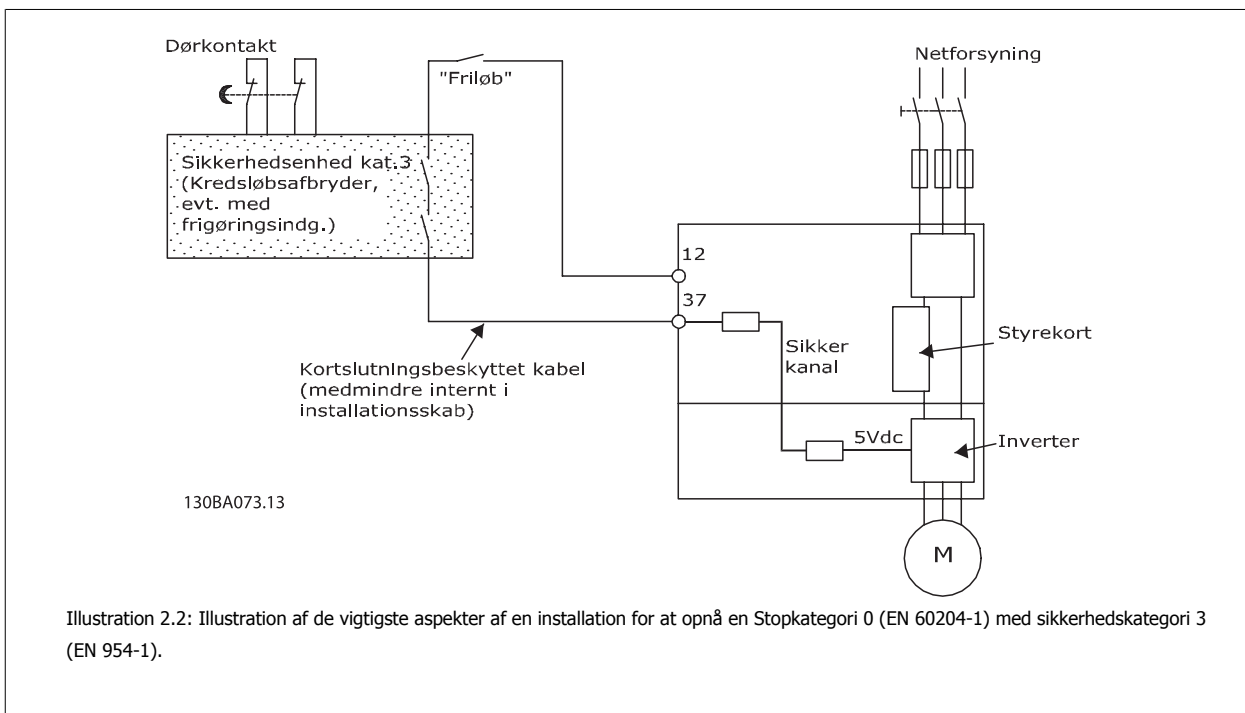 Dørkontakt
"Friløb"
Netforsyning
Sikkerhedsenhed kat.3
(Kredsløbsafbryder,
evt. med
frigøringsindg.)
12
37
Sikker
kanal
Styrekort
Kortslutningsbeskyttet kabel
(medmindre internt i
installationsskab)
5Vdc
Inverter
130BA073.13
M
Illustration 2.2: Illustration af de vigtigste aspekter af en installation for at opnå en Stopkategori 0 (EN 60204-1) med sikkerhedskategori 3
(EN 954-1).